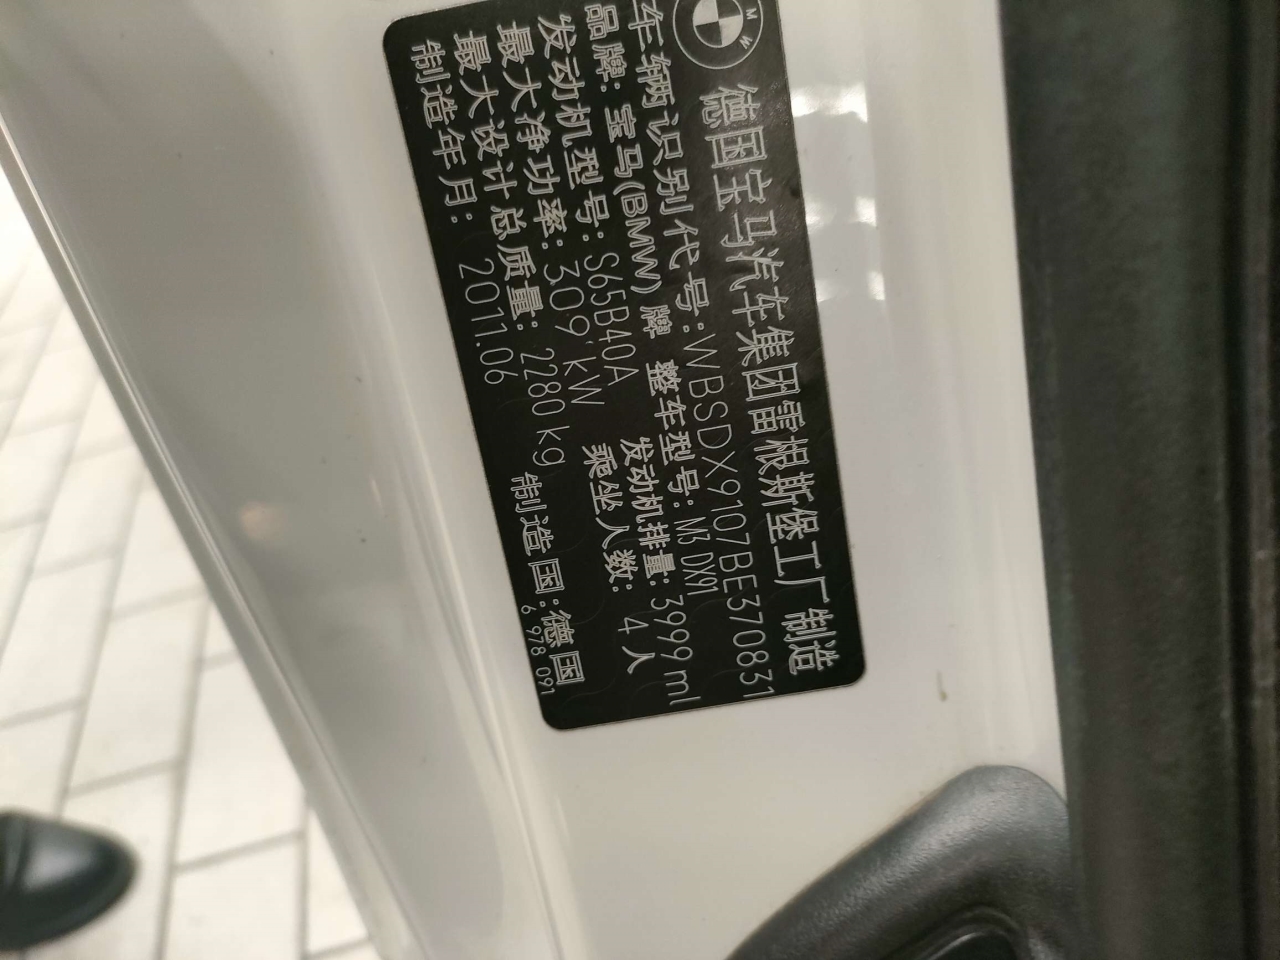 德国宝马汽车集团雷根斯堡工厂 制造
车辆识别代号:WBSDX9107BE370831
品牌: 宝马(BMW) 牌 整车型号: M3 DX91
发动机型号: S65B40A 发动机排量: 3999ml
最大净功率: 309 kW 乘坐人数: 4 人
最大设计总质量: 2280 kg
制造年月: 2011.06 制造国:德国
6 978 091